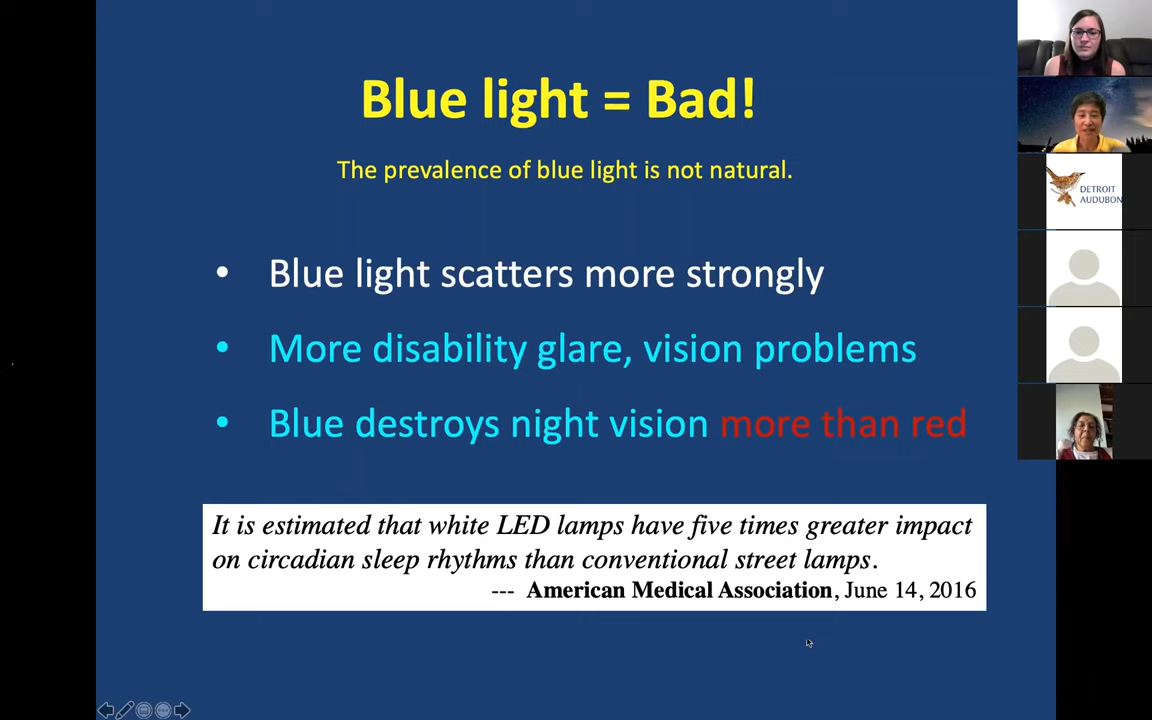 Blue light = Bad!
The prevalence of blue light is not natural.
• Blue light scatters more strongly
• More disability glare, vision problems
• Blue destroys night vision more than red
It is estimated that white LED lamps have five times greater impact
on circadian sleep rhythms than conventional street lamps.
--- American Medical Association, June 14, 2016
DETROIT
AUDUBON